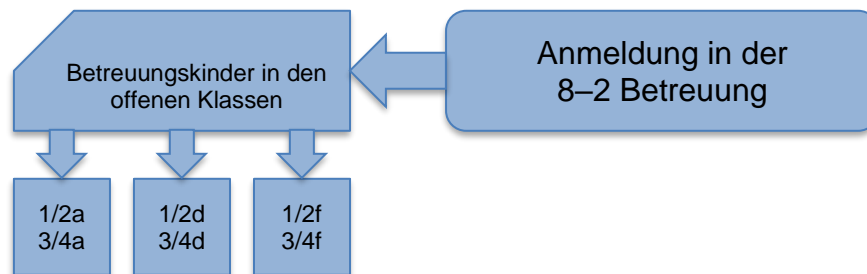 Anmeldung in der
8–2 Betreuung
Betreuungskinder in den
offenen Klassen
1/2a
3/4a
1/2d
3/4d
1/2f
3/4f